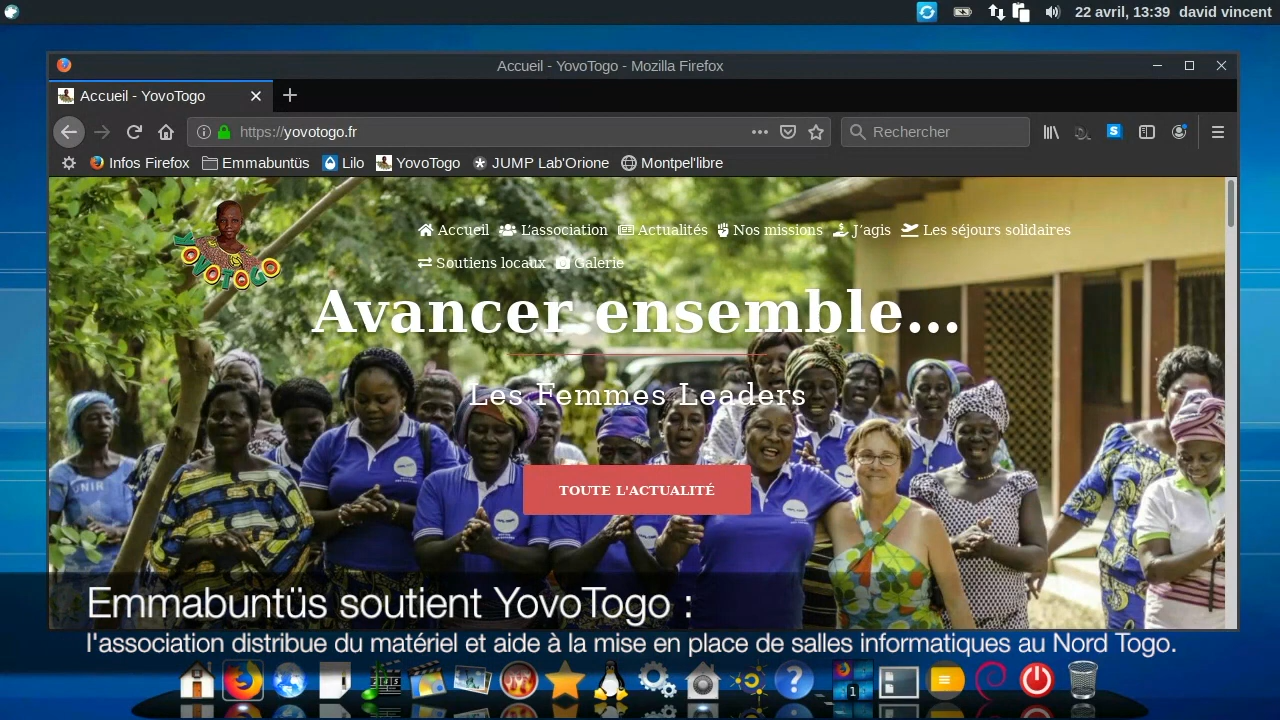 22 avril, 13:39 david vincent
Accueil - YovoTogo - Mozilla Firefox
Accueil - YovoTogo
https://yovotogo.fr
Rechercher
Infos Firefox Emmabuntüs Lilo YovoTogo JUMP Lab'Orione Montpel'libre
YOVOTOGO
Accueil L'association Actualités Nos missions J'agis Les séjours solidaires
Soutiens locaux Galerie
Avancer ensemble...
Les Femmes Leaders
UNIR
TOUTE L'ACTUALITÉ
Emmabuntüs soutient YovoTogo :
l'association distribue du matériel et aide à la mise en place de salles informatiques au Nord Togo.
1